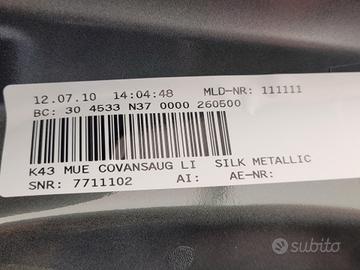 12.07.10 14:04:48 MLD-NR: 111111
BC: 30 4533 N37 0000 260500
K43 MUE COVANSAUG LI SILK METALLIC
SNR: 7711102 AI: AE-NR:
subito